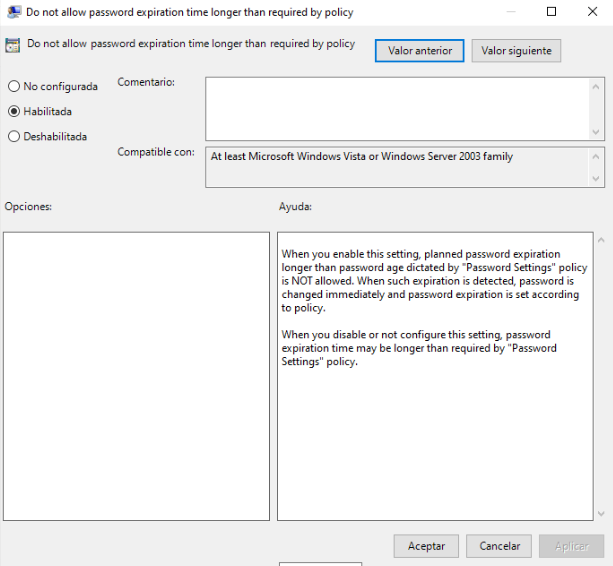 Do not allow password expiration time longer than required by policy
Do not allow password expiration time longer than required by policy
Valor anterior
Valor siguiente
No configurada
Habilitada
Deshabilitada
Comentario:
Compatible con:
At least Microsoft Windows Vista or Windows Server 2003 family
Opciones:
Ayuda:
When you enable this setting, planned password expiration
longer than password age dictated by "Password Settings" policy
is NOT allowed. When such expiration is detected, password is
changed immediately and password expiration is set according
to policy.
When you disable or not configure this setting, password
expiration time may be longer than required by "Password
Settings" policy.
Aceptar
Cancelar
Aplicar